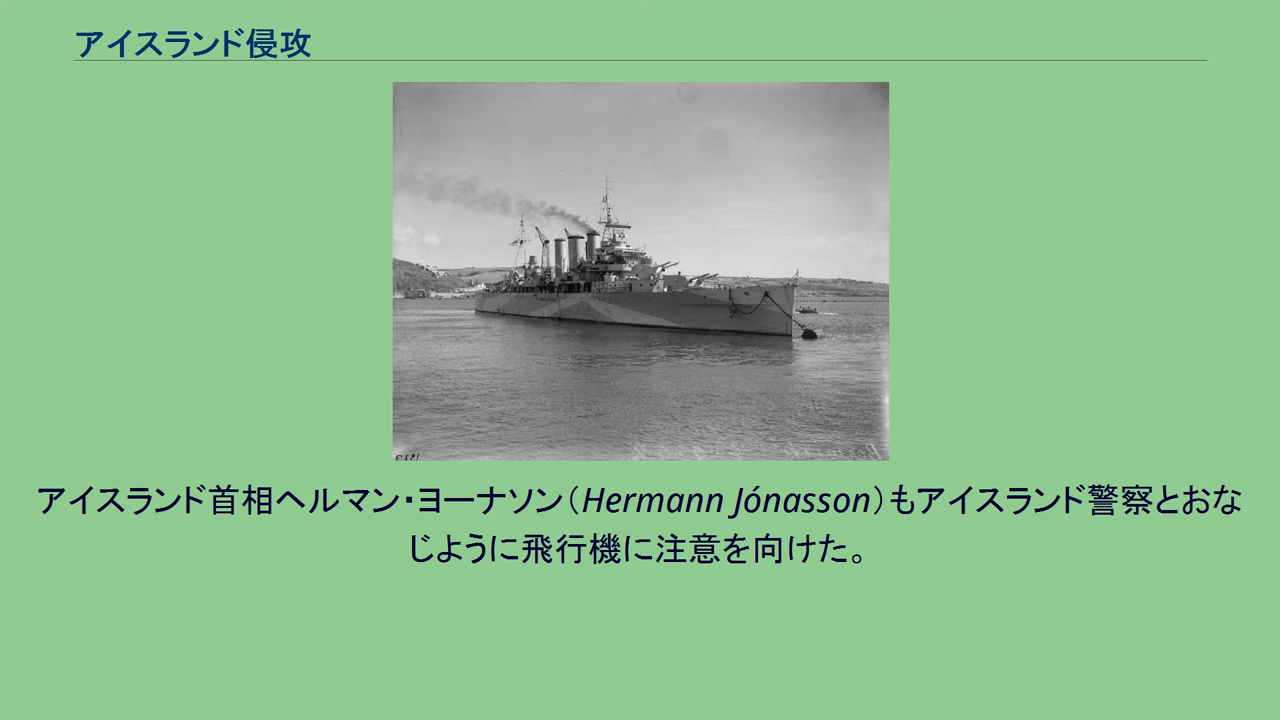 アイスランド侵攻
アイスランド首相ヘルマン・ヨーナソン（Hermann Jónasson）もアイスランド警察とおな
じように飛行機に注意を向けた。